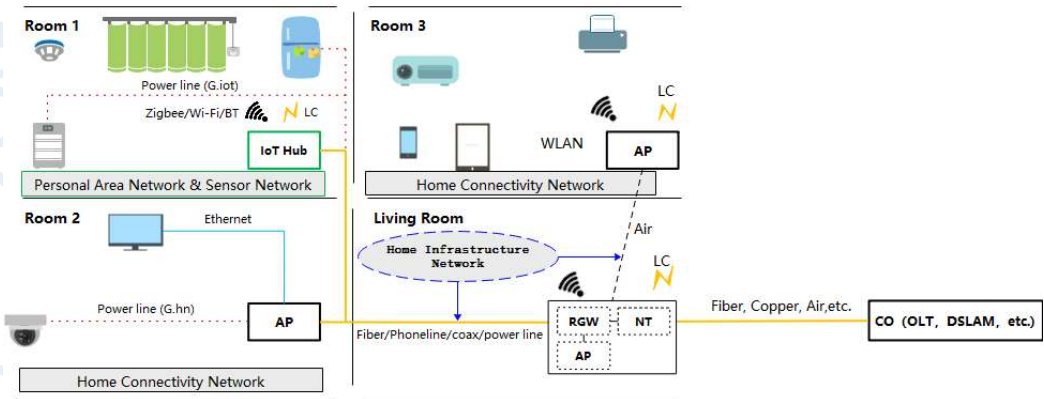 Room 1
Power line (G.iot)
Zigbee/Wi-Fi/BT
LC
IoT Hub
Personal Area Network & Sensor Network
Room 3
LC
WLAN
AP
Home Connectivity Network
Room 2
Ethernet
Power line (G.hn)
AP
Home Connectivity Network
Living Room
Home Infrastructure
Network
Air
LC
Fiber/Phoneline/coax/power line
RGW
NT
AP
Fiber, Copper, Air,etc.
CO (OLT, DSLAM, etc.)